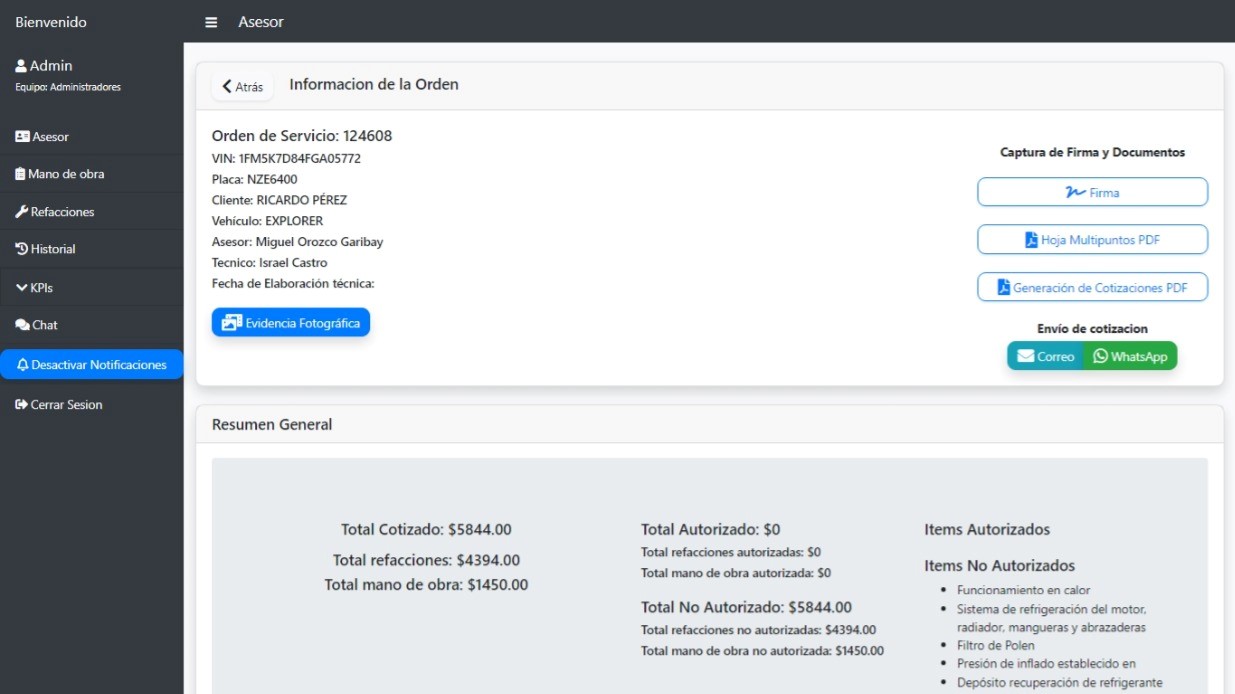 Bienvenido
Asesor
Admin
Equipo: Administradores
Asesor
Mano de obra
Refacciones
Historial
KPIs
Chat
Desactivar Notificaciones
Cerrar Sesion
Atrás
Informacion de la Orden
Orden de Servicio: 124608
VIN: 1FM5K7D84FGA05772
Placa: NZE6400
Cliente: RICARDO PÉREZ
Vehículo: EXPLORER
Asesor: Miguel Orozco Garibay
Tecnico: Israel Castro
Fecha de Elaboración técnica:
Evidencia Fotográfica
Captura de Firma y Documentos
Firma
Hoja Multipuntos PDF
Generación de Cotizaciones PDF
Envío de cotizacion
Correo
WhatsApp
Resumen General
Total Cotizado: $5844.00
Total refacciones: $4394.00
Total mano de obra: $1450.00
Total Autorizado: $0
Total refacciones autorizadas: $0
Total mano de obra autorizada: $0
Total No Autorizado: $5844.00
Total refacciones no autorizadas: $4394.00
Total mano de obra no autorizada: $1450.00
Items Autorizados
Items No Autorizados
Funcionamiento en calor
Sistema de refrigeración del motor,
radiador, mangueras y abrazaderas
Filtro de Polen
Presión de inflado establecido en
Depósito recuperación de refrigerante